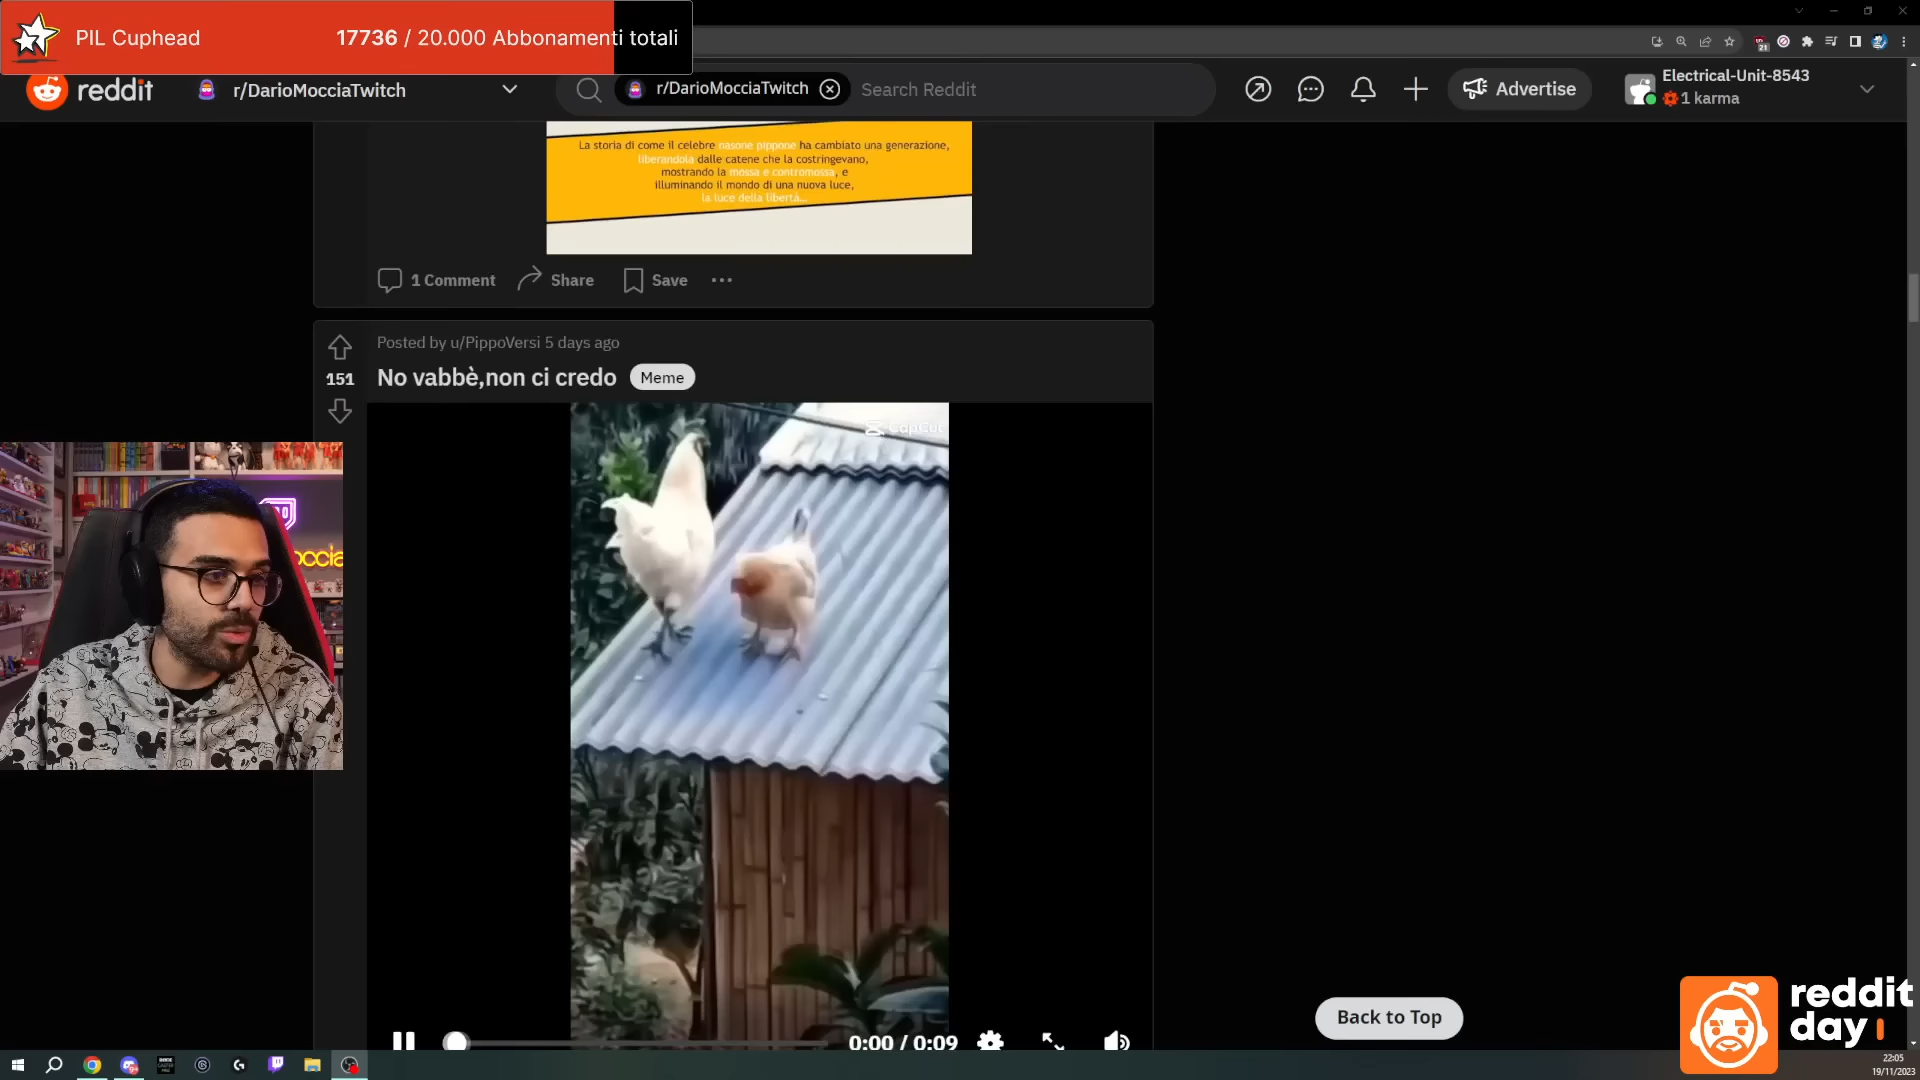 PIL Cuphead
17736 / 20.000 Abbonamenti totali
21
reddit
r/DarioMocciaTwitch
r/DarioMocciaTwitch
Search Reddit
Advertise
Electrical-Unit-8543
1 karma
La storia di come il celebre nasone pippone ha cambiato una generazione,
liberandola dalle catene che la costringevano,
mostrando la mossa e contromossa, e
illuminando il mondo di una nuova luce,
la luce della libertà...
1 Comment
Share
Save
Posted by u/PippoVersi 5 days ago
151
No vabbè,non ci credo
Meme
CapCut
occia
0:00 / 0:09
Back to Top
reddit
day
22:05
19/11/2023